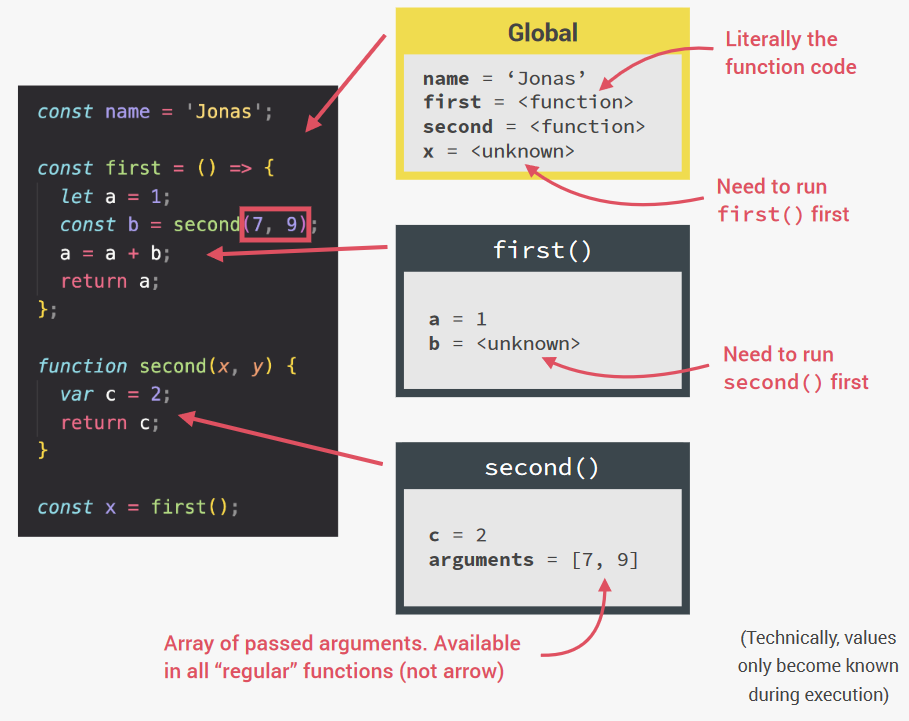 const name = 'Jonas';
const first = () => {
let a = 1;
const b = second(7, 9);
a = a + b;
return a;
};
function second(x, y) {
var c = 2;
return c;
}
const x = first();
Global
name = ‘Jonas’
first = <function>
second = <function>
x = <unknown>
Literally the
function code
Need to run
first() first
first()
a = 1
b = <unknown>
Need to run
second() first
second()
c = 2
arguments = [7, 9]
Array of passed arguments. Available
in all “regular” functions (not arrow)
(Technically, values
only become known
during execution)